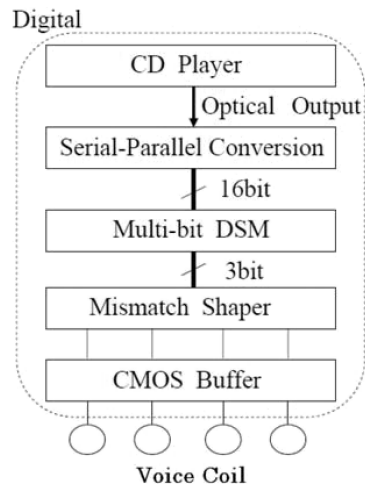 Digital
CD Player
Optical Output
Serial-Parallel Conversion
16bit
Multi-bit DSM
3bit
Mismatch Shaper
CMOS Buffer
Voice Coil